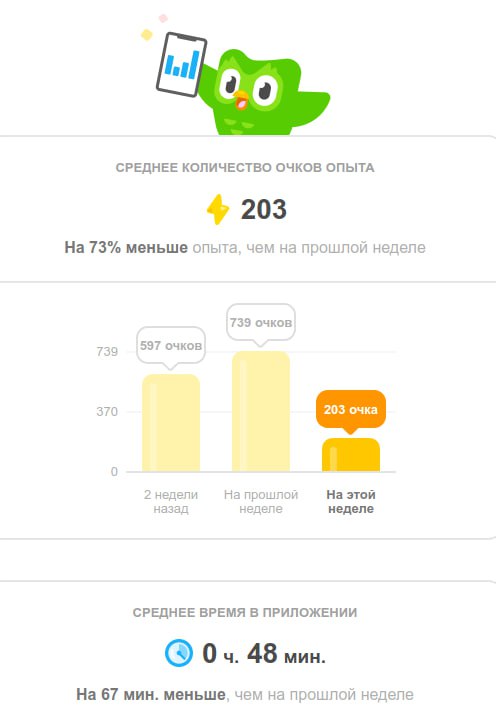 СРЕДНЕЕ КОЛИЧЕСТВО ОЧКОВ ОПЫТА
203
На 73% меньше опыта, чем на прошлой неделе
739 очков
597 очков
739
203 очка
370
0
2 недели назад
На прошлой неделе
На этой неделе
СРЕДНЕЕ ВРЕМЯ В ПРИЛОЖЕНИИ
0 ч. 48 мин.
На 67 мин. меньше, чем на прошлой неделе